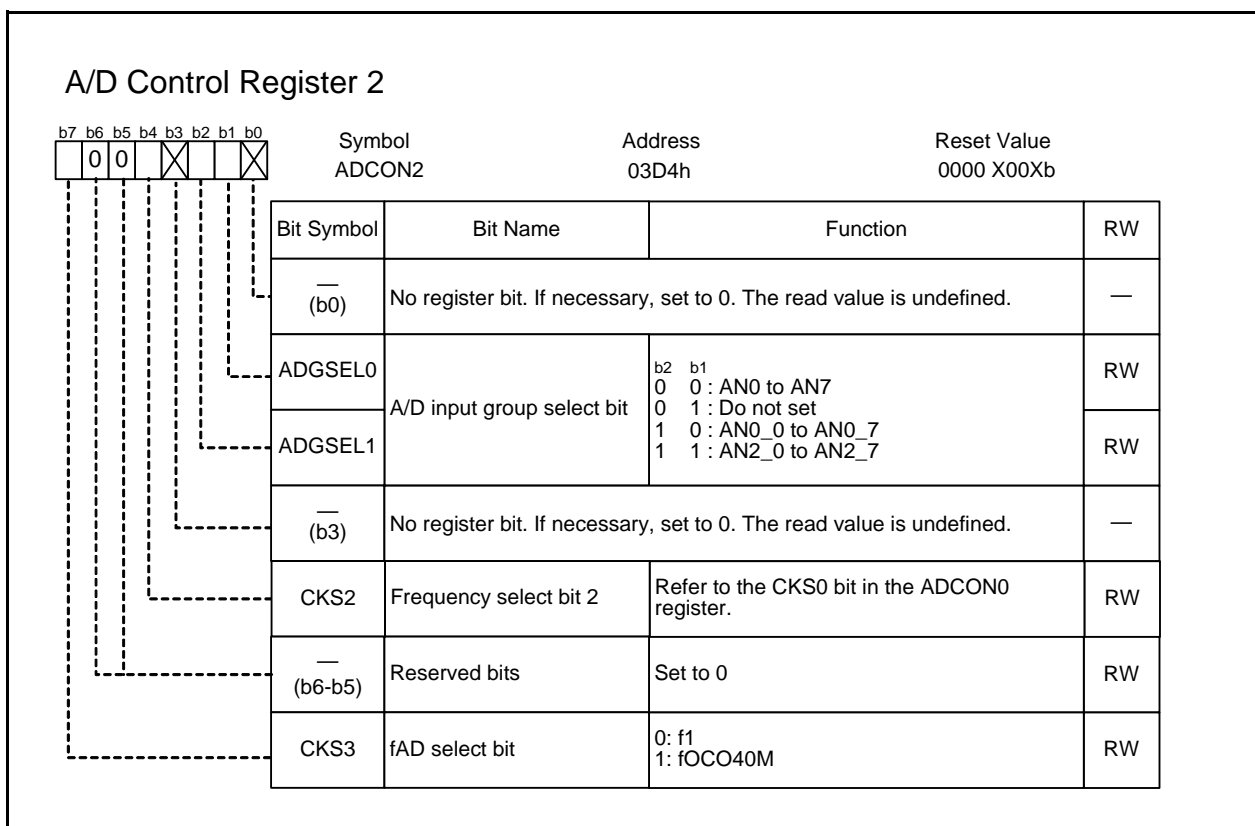 A/D Control Register 2
b7 b6 b5 b4 b3 b2 b1 b0
0 0
Symbol Address Reset Value
ADCON2 03D4h 0000 X00Xb
Bit Symbol Bit Name Function RW
—
(b0)
No register bit. If necessary, set to 0. The read value is undefined.
—
ADGSEL0
ADGSEL1
A/D input group select bit
b2 b1
0 0 : AN0 to AN7
0 1 : Do not set
1 0 : AN0_0 to AN0_7
1 1 : AN2_0 to AN2_7
RW
RW
—
(b3)
No register bit. If necessary, set to 0. The read value is undefined.
—
CKS2
Frequency select bit 2
Refer to the CKS0 bit in the ADCON0
register.
RW
—
(b6-b5)
Reserved bits
Set to 0
RW
CKS3
fAD select bit
0: f1
1: fOCO40M
RW